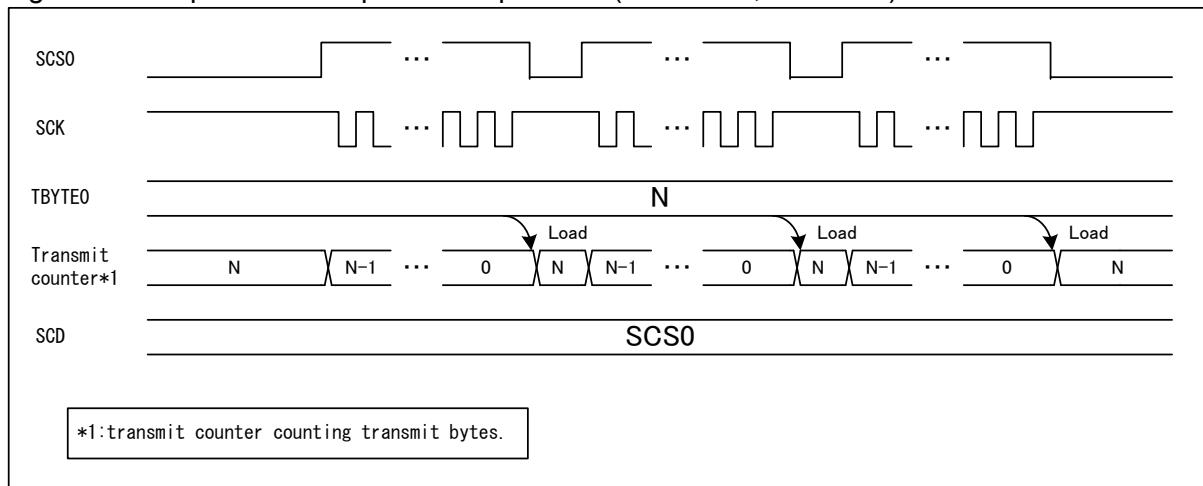 SCS0
... ... ...
SCK
... ... ...
TBYTE0
N
Load Load Load
Transmit
counter*1
N N-1 ... 0 N N-1 ... 0 N N-1 ... 0 N
SCD
SCS0
*1:transmit counter counting transmit bytes.